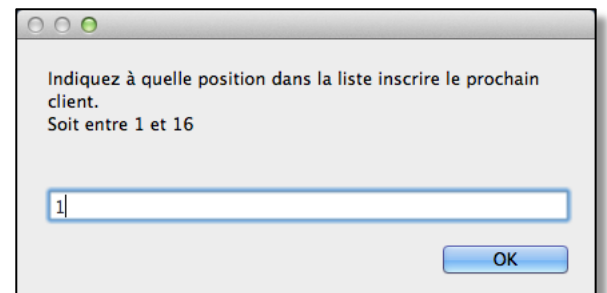 Indiquez à quelle position dans la liste inscrire le prochain
client.
Soit entre 1 et 16
1
OK